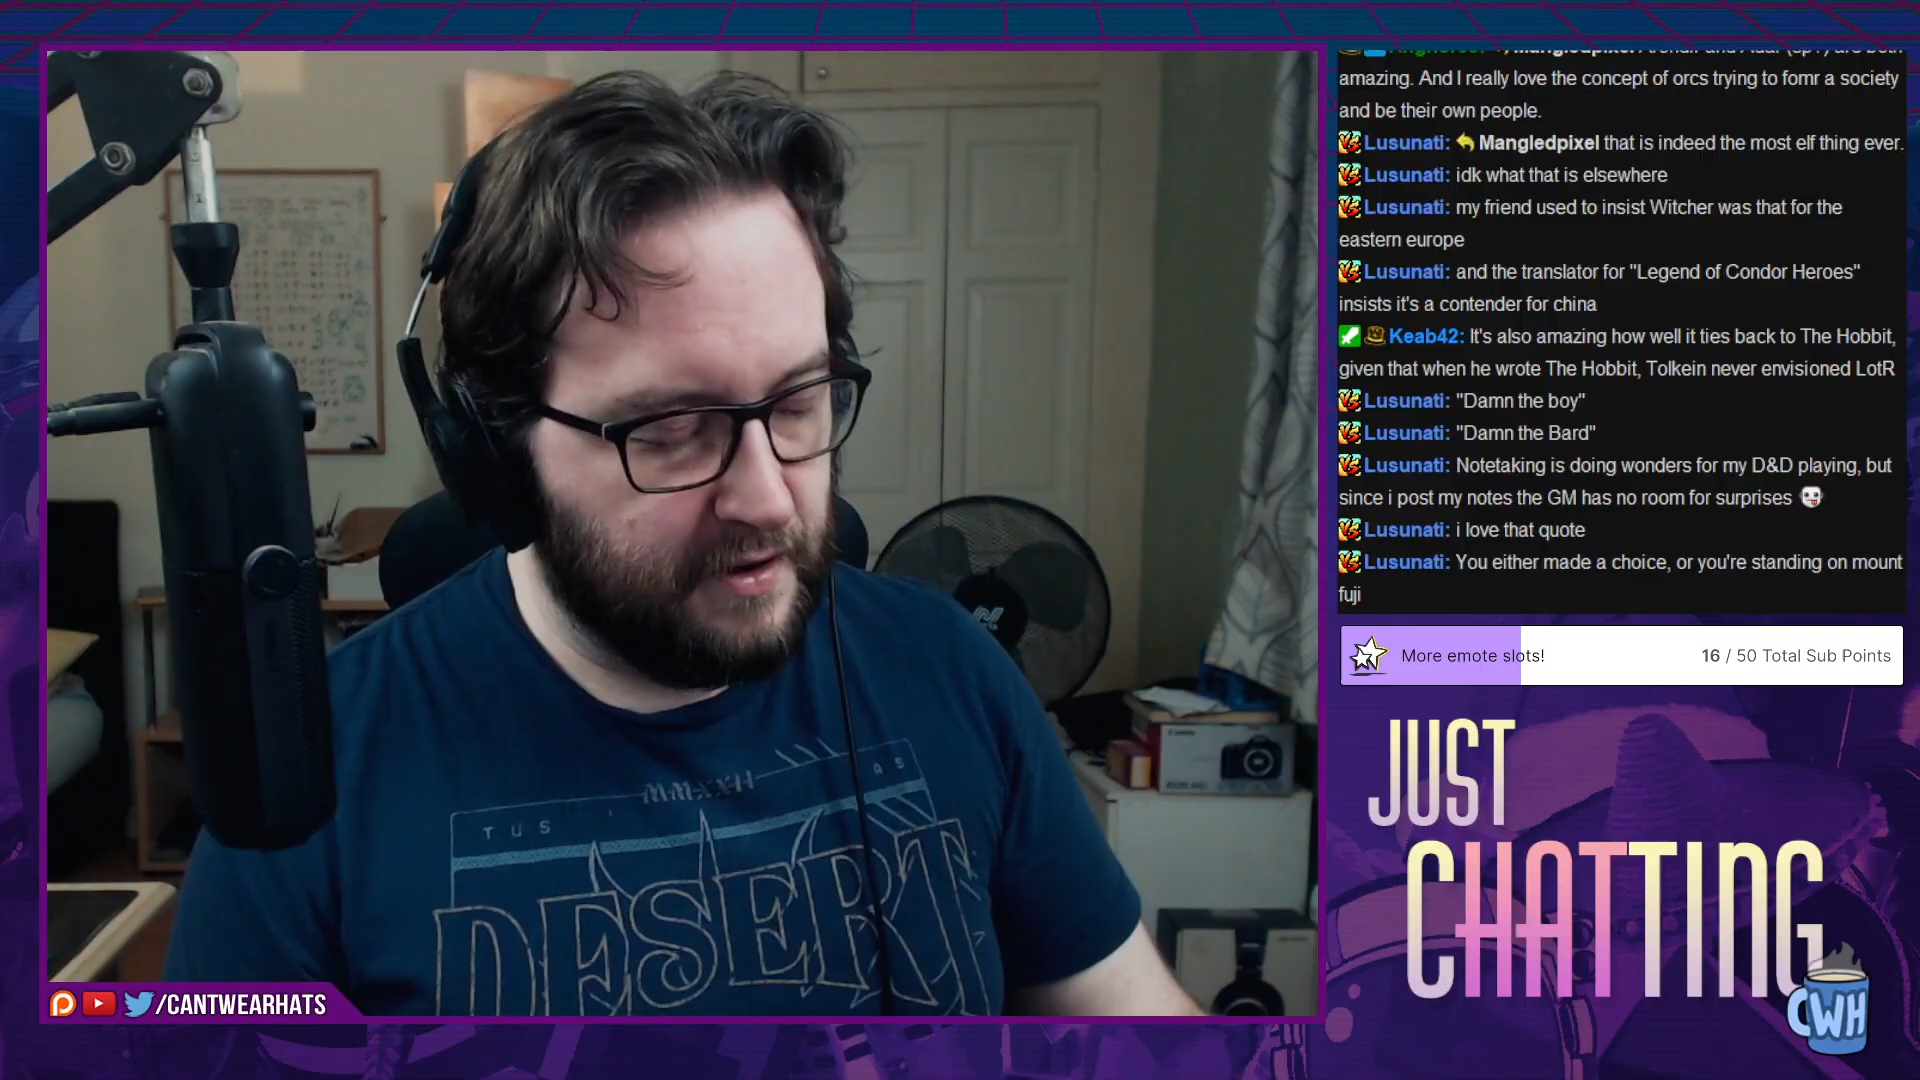 amazing. And I really love the concept of orcs trying to fomr a society
and be their own people.
Lusunati: Mangledpixel that is indeed the most elf thing ever.
Lusunati: idk what that is elsewhere
Lusunati: my friend used to insist Witcher was that for the
eastern europe
Lusunati: and the translator for "Legend of Condor Heroes"
insists it's a contender for china
Keab42: It's also amazing how well it ties back to The Hobbit,
given that when he wrote The Hobbit, Tolkein never envisioned LotR
Lusunati: "Damn the boy"
Lusunati: "Damn the Bard"
Lusunati: Notetaking is doing wonders for my D&D playing, but
since i post my notes the GM has no room for surprises
Lusunati: i love that quote
Lusunati: You either made a choice, or you're standing on mount
fuji
More emote slots! 16 / 50 Total Sub Points
JUST
CHATTING
CWH
MMXXII
TUS
AS
DESERT
Canon
/CANTWEARHATS